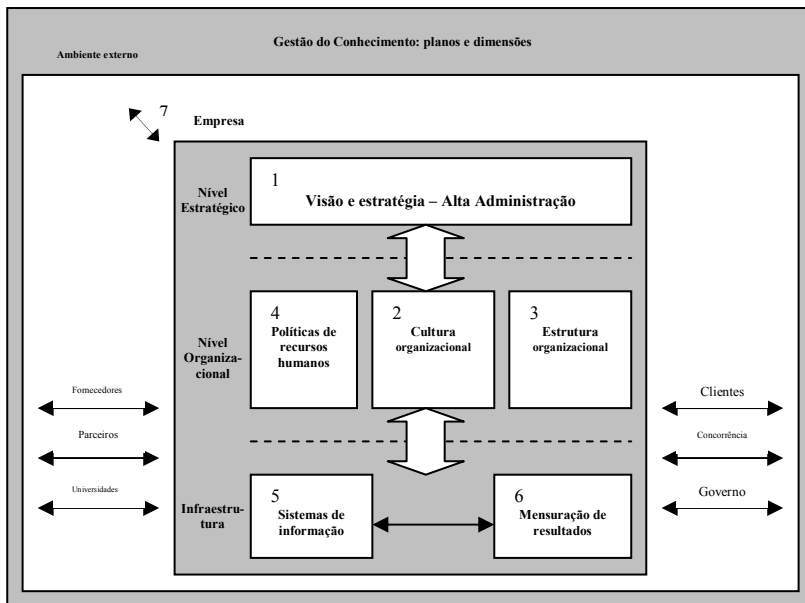 Gestão do Conhecimento: planos e dimensões
Ambiente externo
7
Empresa
Nível
Estratégico
1
Visão e estratégia – Alta Administração
Nível
Organiza-
cional
4
Políticas de
recursos
humanos
2
Cultura
organizacional
3
Estrutura
organizacional
Fornecedores
Parceiros
Universidades
Clientes
Concorrência
Governo
Infraestru-
tura
5
Sistemas de
informação
6
Mensuração de
resultados